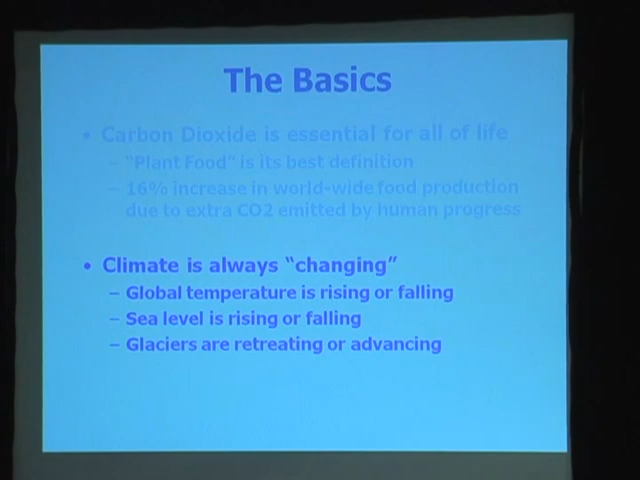 The Basics
• Carbon Dioxide is essential for all of life
– "Plant Food" is its best definition
– 16% increase in world-wide food production
due to extra CO2 emitted by human progress
• Climate is always "changing"
– Global temperature is rising or falling
– Sea level is rising or falling
– Glaciers are retreating or advancing